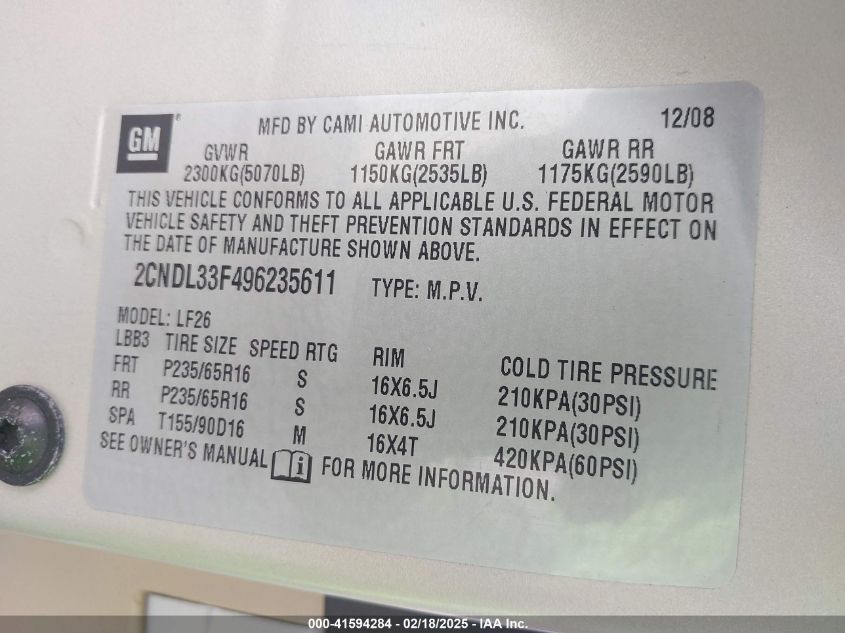 GM
MFD BY CAMI AUTOMOTIVE INC. 12/08
GVWR GAWR FRT GAWR RR
2300KG(5070LB) 1150KG(2535LB) 1175KG(2590LB)
THIS VEHICLE CONFORMS TO ALL APPLICABLE U.S. FEDERAL MOTOR
VEHICLE SAFETY AND THEFT PREVENTION STANDARDS IN EFFECT ON
THE DATE OF MANUFACTURE SHOWN ABOVE.
2CNDL33F496235611 TYPE: M.P.V.
MODEL: LF26
LBB3 TIRE SIZE SPEED RTG RIM COLD TIRE PRESSURE
FRT P235/65R16 S 16X6.5J 210KPA(30PSI)
RR P235/65R16 S 16X6.5J 210KPA(30PSI)
SPA T155/90D16 M 16X4T 420KPA(60PSI)
SEE OWNER'S MANUAL i FOR MORE INFORMATION.
000-41594284 - 02/18/2025 - IAA Inc.